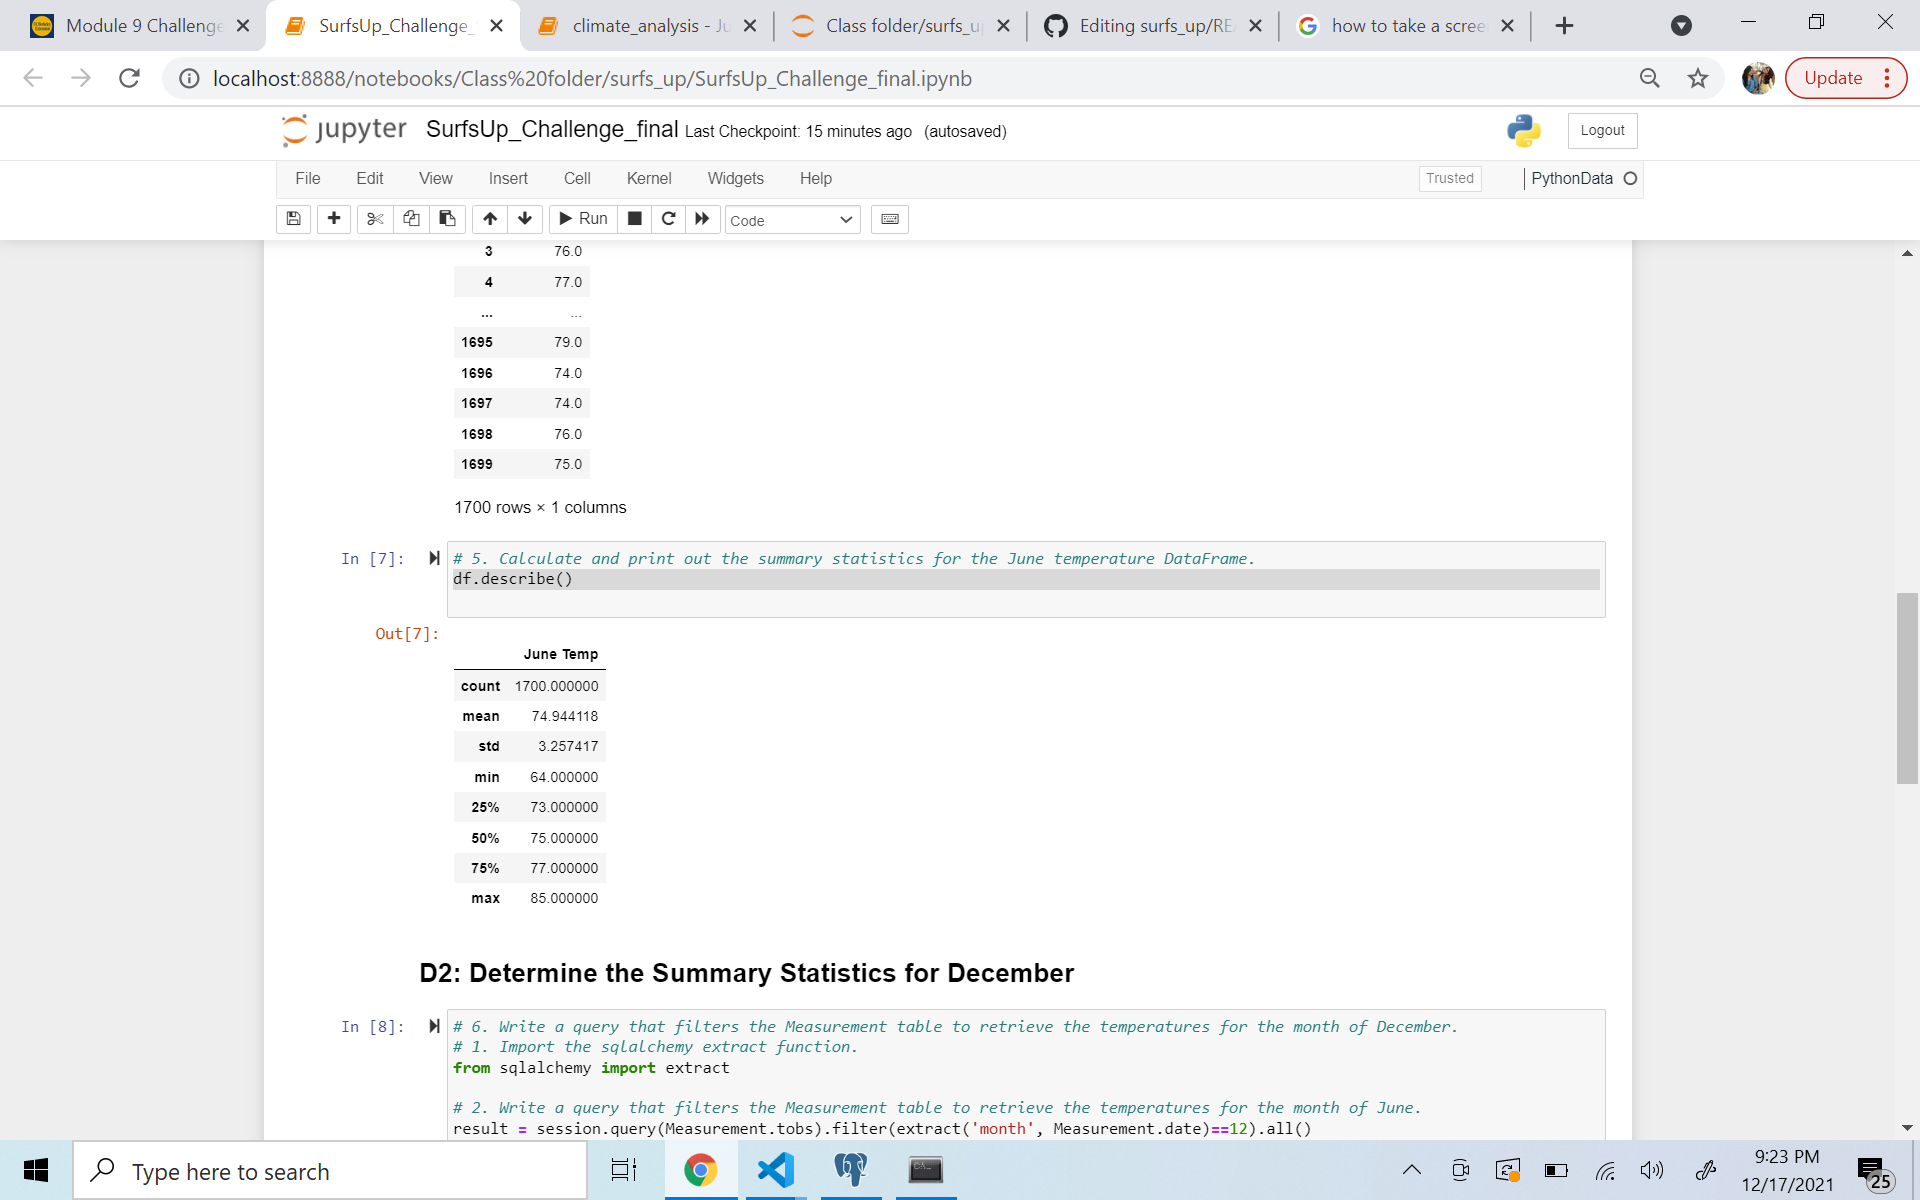 Module 9 Challenge
SurfsUp_Challenge_
climate_analysis - Ju
Class folder/surfs_u
Editing surfs_up/RE
how to take a scree
localhost:8888/notebooks/Class%20folder/surfs_up/SurfsUp_Challenge_final.ipynb
Update
jupyter SurfsUp_Challenge_final Last Checkpoint: 15 minutes ago (autosaved)
Logout
File Edit View Insert Cell Kernel Widgets Help
Trusted
PythonData
Run
Code
3 76.0
4 77.0
... ...
1695 79.0
1696 74.0
1697 74.0
1698 76.0
1699 75.0
1700 rows × 1 columns
In [7]:
# 5. Calculate and print out the summary statistics for the June temperature DataFrame.
df.describe()
Out[7]:
June Temp
count 1700.000000
mean 74.944118
std 3.257417
min 64.000000
25% 73.000000
50% 75.000000
75% 77.000000
max 85.000000
D2: Determine the Summary Statistics for December
In [8]:
# 6. Write a query that filters the Measurement table to retrieve the temperatures for the month of December.
# 1. Import the sqlalchemy extract function.
from sqlalchemy import extract
# 2. Write a query that filters the Measurement table to retrieve the temperatures for the month of June.
result = session.query(Measurement.tobs).filter(extract('month', Measurement.date)==12).all()
Type here to search
9:23 PM
12/17/2021
25